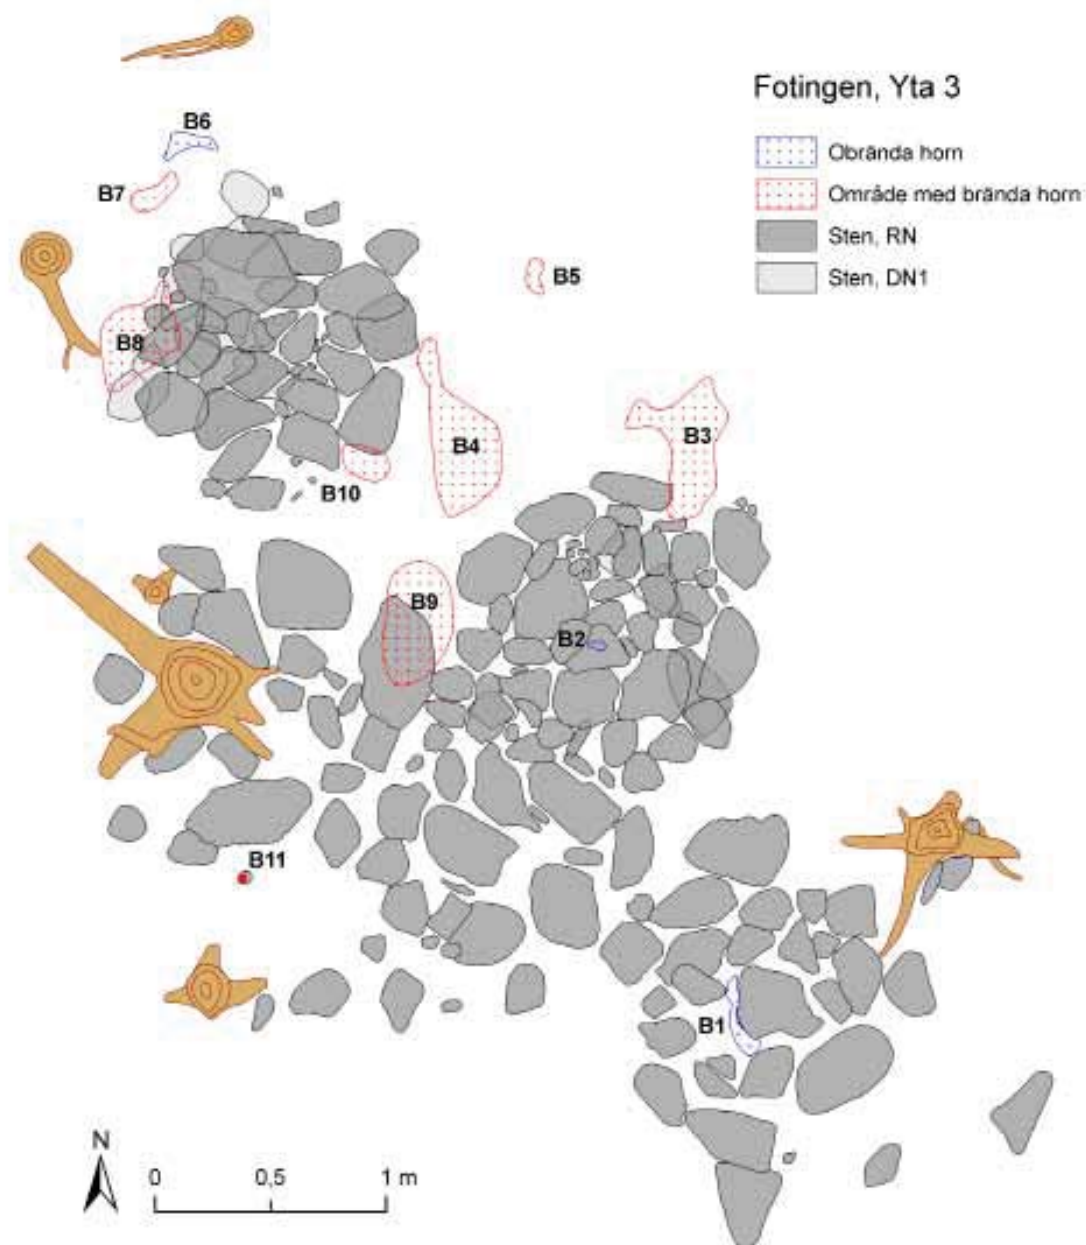 Fotingen, Yta 3
Obrända horn
Område med brända horn
Sten, RN
Sten, DN1
B6
B7
B5
B8
B3
B4
B10
B9
B2
B11
B1
N
0
0,5
1 m